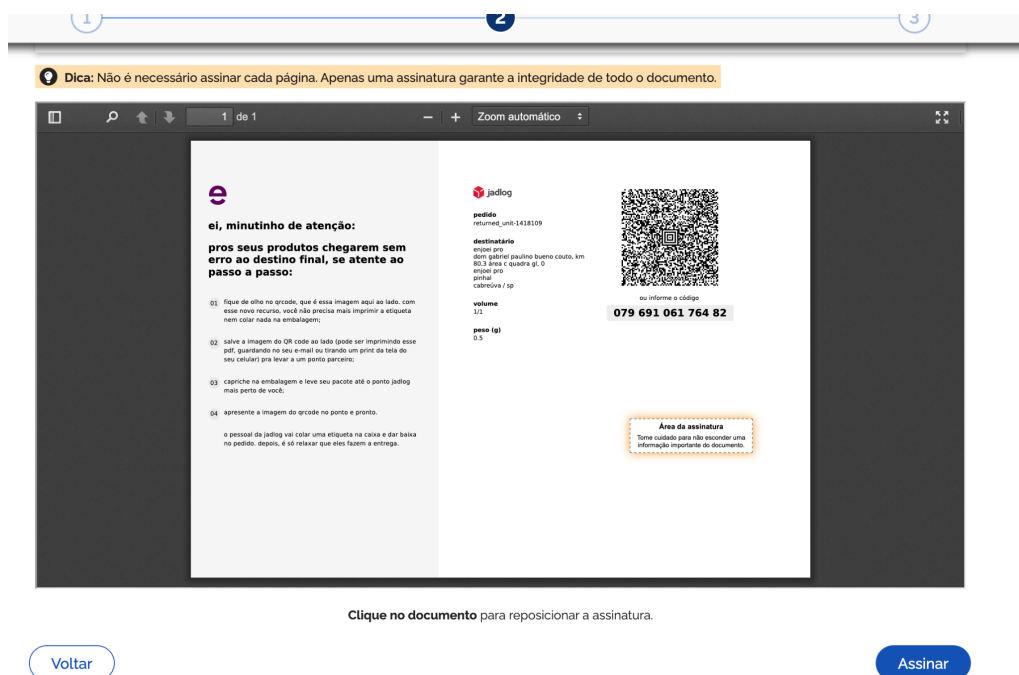 1
2
3
Dica: Não é necessário assinar cada página. Apenas uma assinatura garante a integridade de todo o documento.
1 de 1
Zoom automático
e
ei, minutinho de atenção:
pros seus produtos chegarem sem
erro ao destino final, se atente ao
passo a passo:
01 fique de olho no qrcode, que é essa imagem aqui ao lado. com
esse novo recurso, você não precisa mais imprimir a etiqueta
nem colar nada na embalagem;
02 salve a imagem do QR code ao lado (pode ser imprimindo esse
pdf, guardando no seu e-mail ou tirando um print da tela do
seu celular) pra levar a um ponto parceiro;
03 capriche na embalagem e leve seu pacote até o ponto jadlog
mais perto de você;
04 apresente a imagem do qrcode no ponto e pronto.
o pessoal da jadlog vai colar uma etiqueta na caixa e dar baixa
no pedido. depois, é só relaxar que eles fazem a entrega.
jadlog
pedido
returned_unit-1418109
destinatário
enjoei pro
dom gabriel paulino bueno couto, km
80,3 área c quadra gl, 0
enjoei pro
pinhal
cabreúva / sp
volume
1/1
peso (g)
0.5
ou informe o código
079 691 061 764 82
Área da assinatura
Tome cuidado para não esconder uma
informação importante do documento.
Clique no documento para reposicionar a assinatura.
Voltar
Assinar